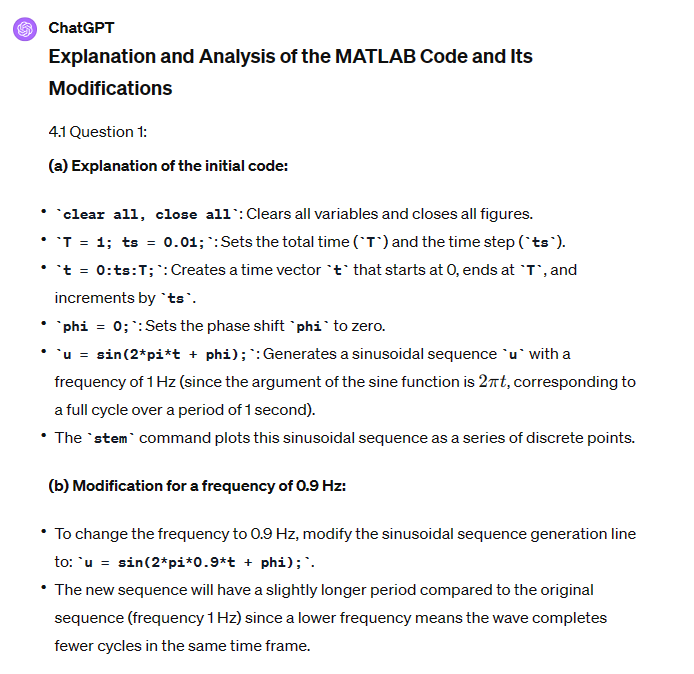 ChatGPT
Explanation and Analysis of the MATLAB Code and Its
Modifications
4.1 Question 1:
(a) Explanation of the initial code:
• `clear all, close all`: Clears all variables and closes all figures.
• `T = 1; ts = 0.01;`: Sets the total time (`T`) and the time step (`ts`).
• `t = 0:ts:T;`: Creates a time vector `t` that starts at 0, ends at `T`, and
increments by `ts`.
• `phi = 0;`: Sets the phase shift `phi` to zero.
• `u = sin(2*pi*t + phi);`: Generates a sinusoidal sequence `u` with a
frequency of 1 Hz (since the argument of the sine function is 2πt, corresponding to
a full cycle over a period of 1 second).
• The `stem` command plots this sinusoidal sequence as a series of discrete points.
(b) Modification for a frequency of 0.9 Hz:
• To change the frequency to 0.9 Hz, modify the sinusoidal sequence generation line
to: `u = sin(2*pi*0.9*t + phi);`.
• The new sequence will have a slightly longer period compared to the original
sequence (frequency 1 Hz) since a lower frequency means the wave completes
fewer cycles in the same time frame.